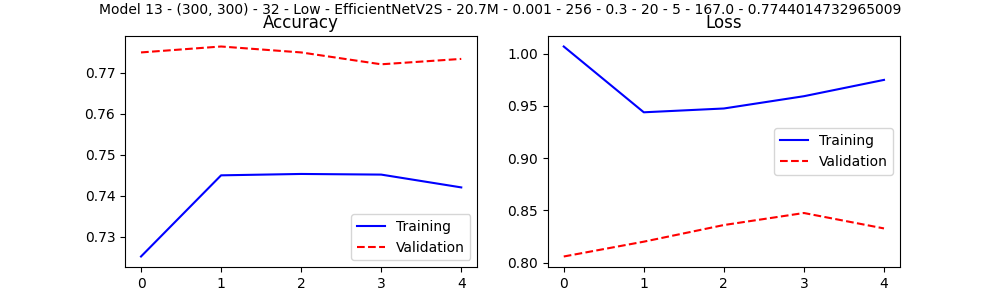 Model 13 - (300, 300) - 32 - Low - EfficientNetV2S - 20.7M - 0.001 - 256 - 0.3 - 20 - 5 - 167.0 - 0.7744014732965009
Accuracy
0.77
0.76
0.75
0.74
0.73
Training
Validation
0 1 2 3 4
Loss
1.00
0.95
0.90
0.85
0.80
Training
Validation
0 1 2 3 4